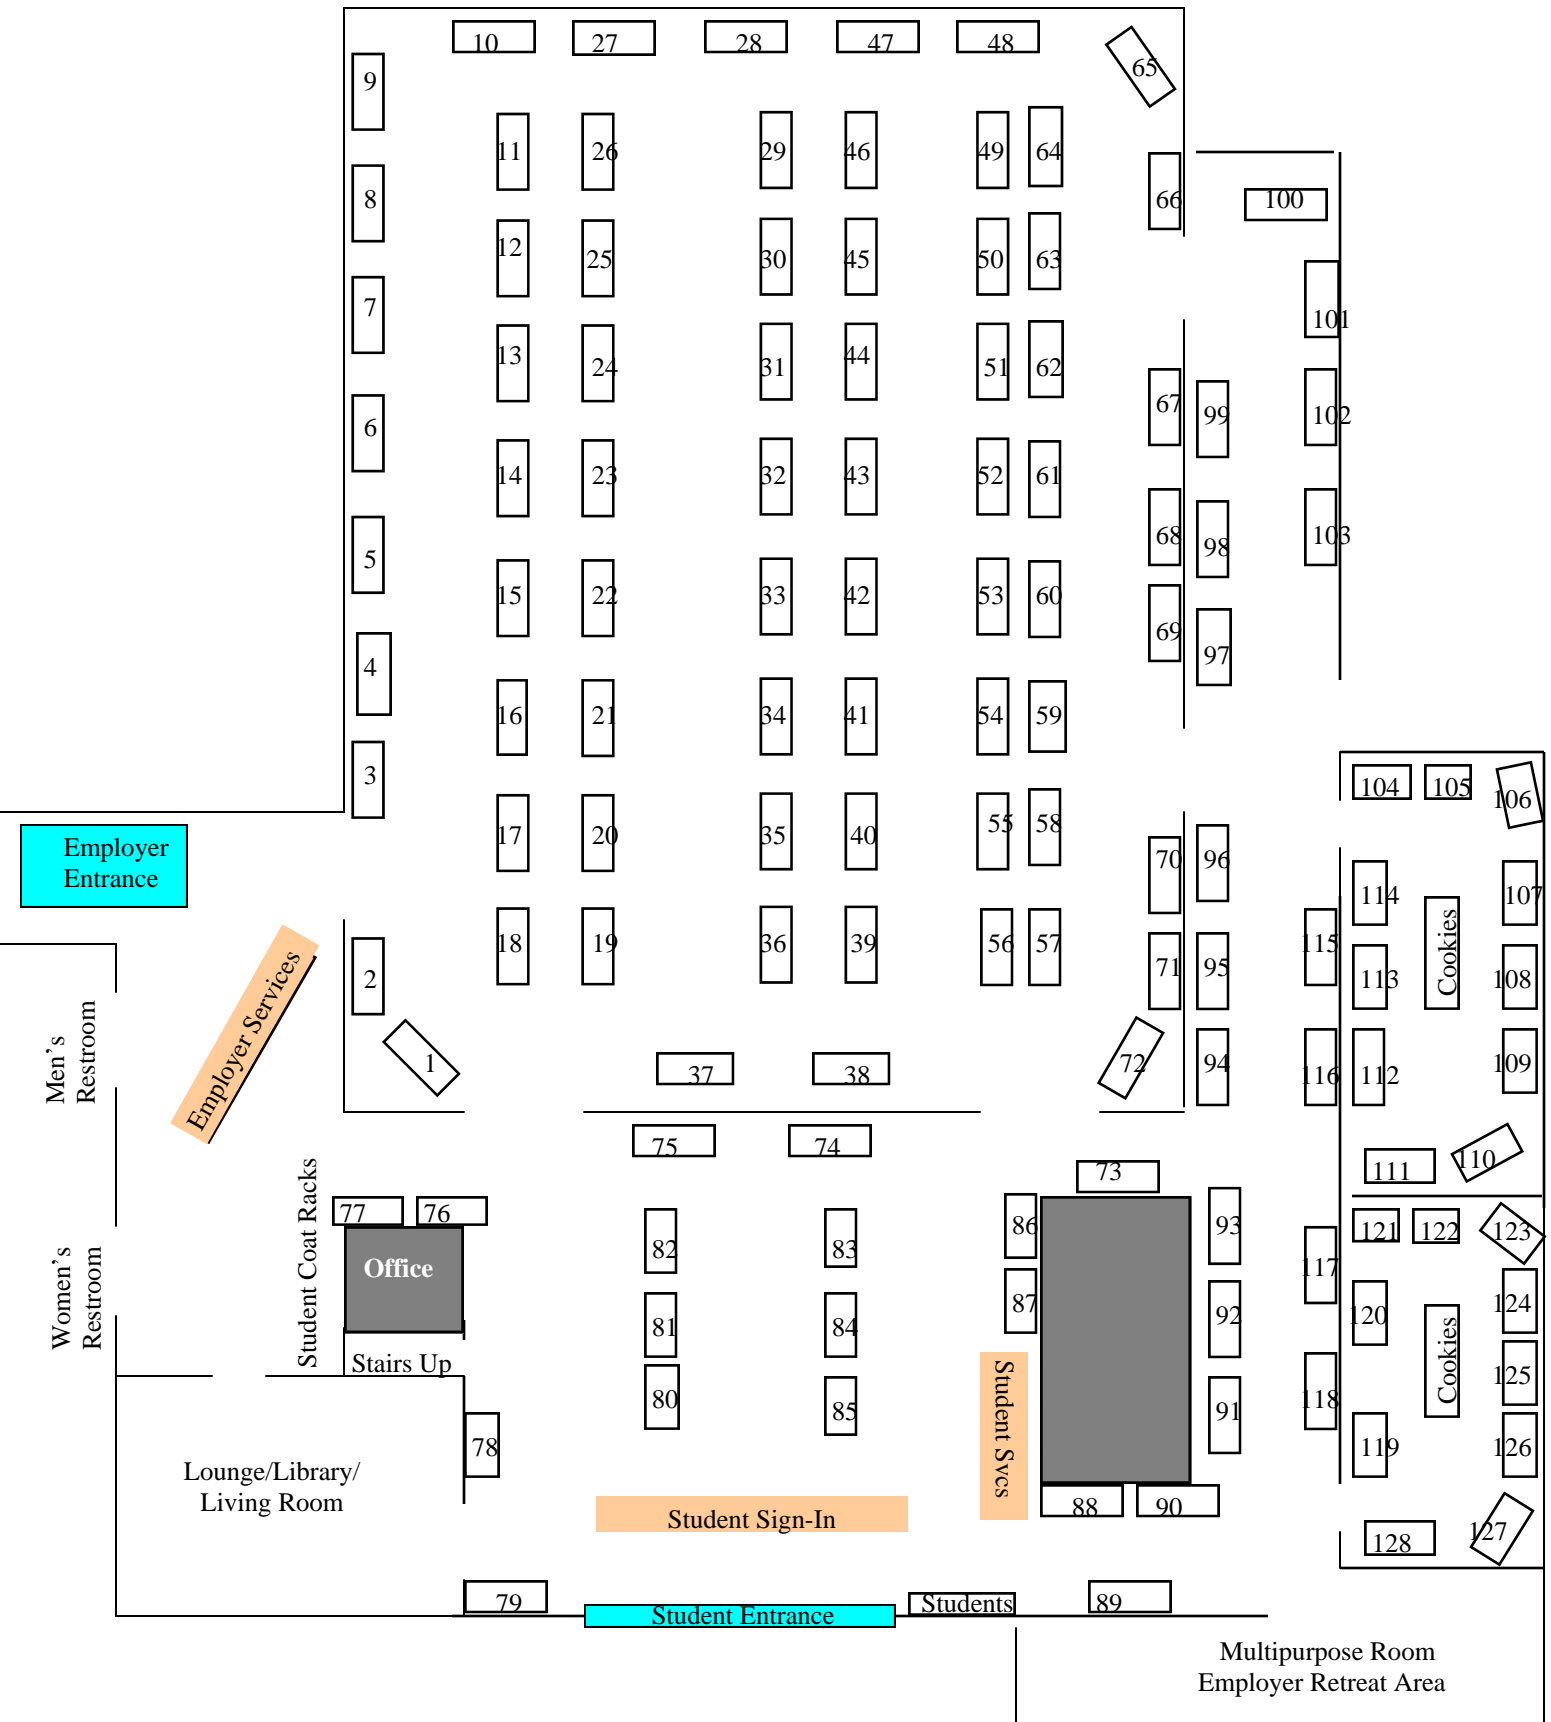 10 27 28 47 48
65
9
11 26 29 46 49 64
8
66
100
12
25 30 45 50 63
7
101
13 24 31 44 51 62
6
67
99
102
14 23 32 43 52 61
5
68
98
103
15 22 33 42 53 60
69
97
4
16 21 34 41 54 59
3
104 105
106
17 20 35 40 55 58
Employer
Entrance
70 96
114 107
18 19 36 39 56 57
115
2
71 95
113 108
Cookies
Employer Services
Men's
Restroom
1
37 38
72
94
116 112 109
75 74
73
111
110
77 76
Student Coat Racks
86
93
121 122 123
82 83
Office
117
Women's
Restroom
87
92
120 124
81 84
Stairs Up
Cookies
125
80 85
Student Svcs
91
118
78
119 126
Lounge/Library/
Living Room
Student Sign-In
88 90
128
127
79
Student Entrance
Students
89
Multipurpose Room
Employer Retreat Area